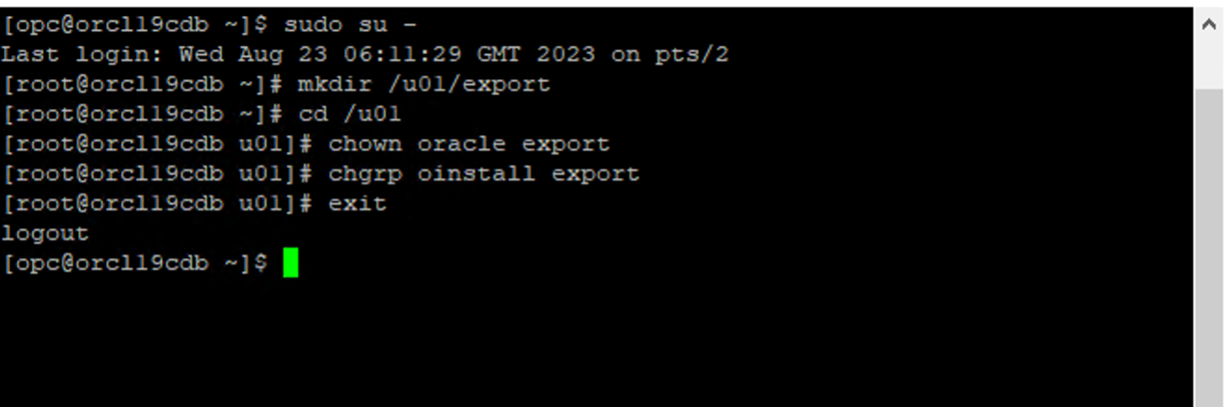 [opc@orcl19cdb ~]$ sudo su -
Last login: Wed Aug 23 06:11:29 GMT 2023 on pts/2
[root@orcl19cdb ~]# mkdir /u01/export
[root@orcl19cdb ~]# cd /u01
[root@orcl19cdb u01]# chown oracle export
[root@orcl19cdb u01]# chgrp oinstall export
[root@orcl19cdb u01]# exit
logout
[opc@orcl19cdb ~]$